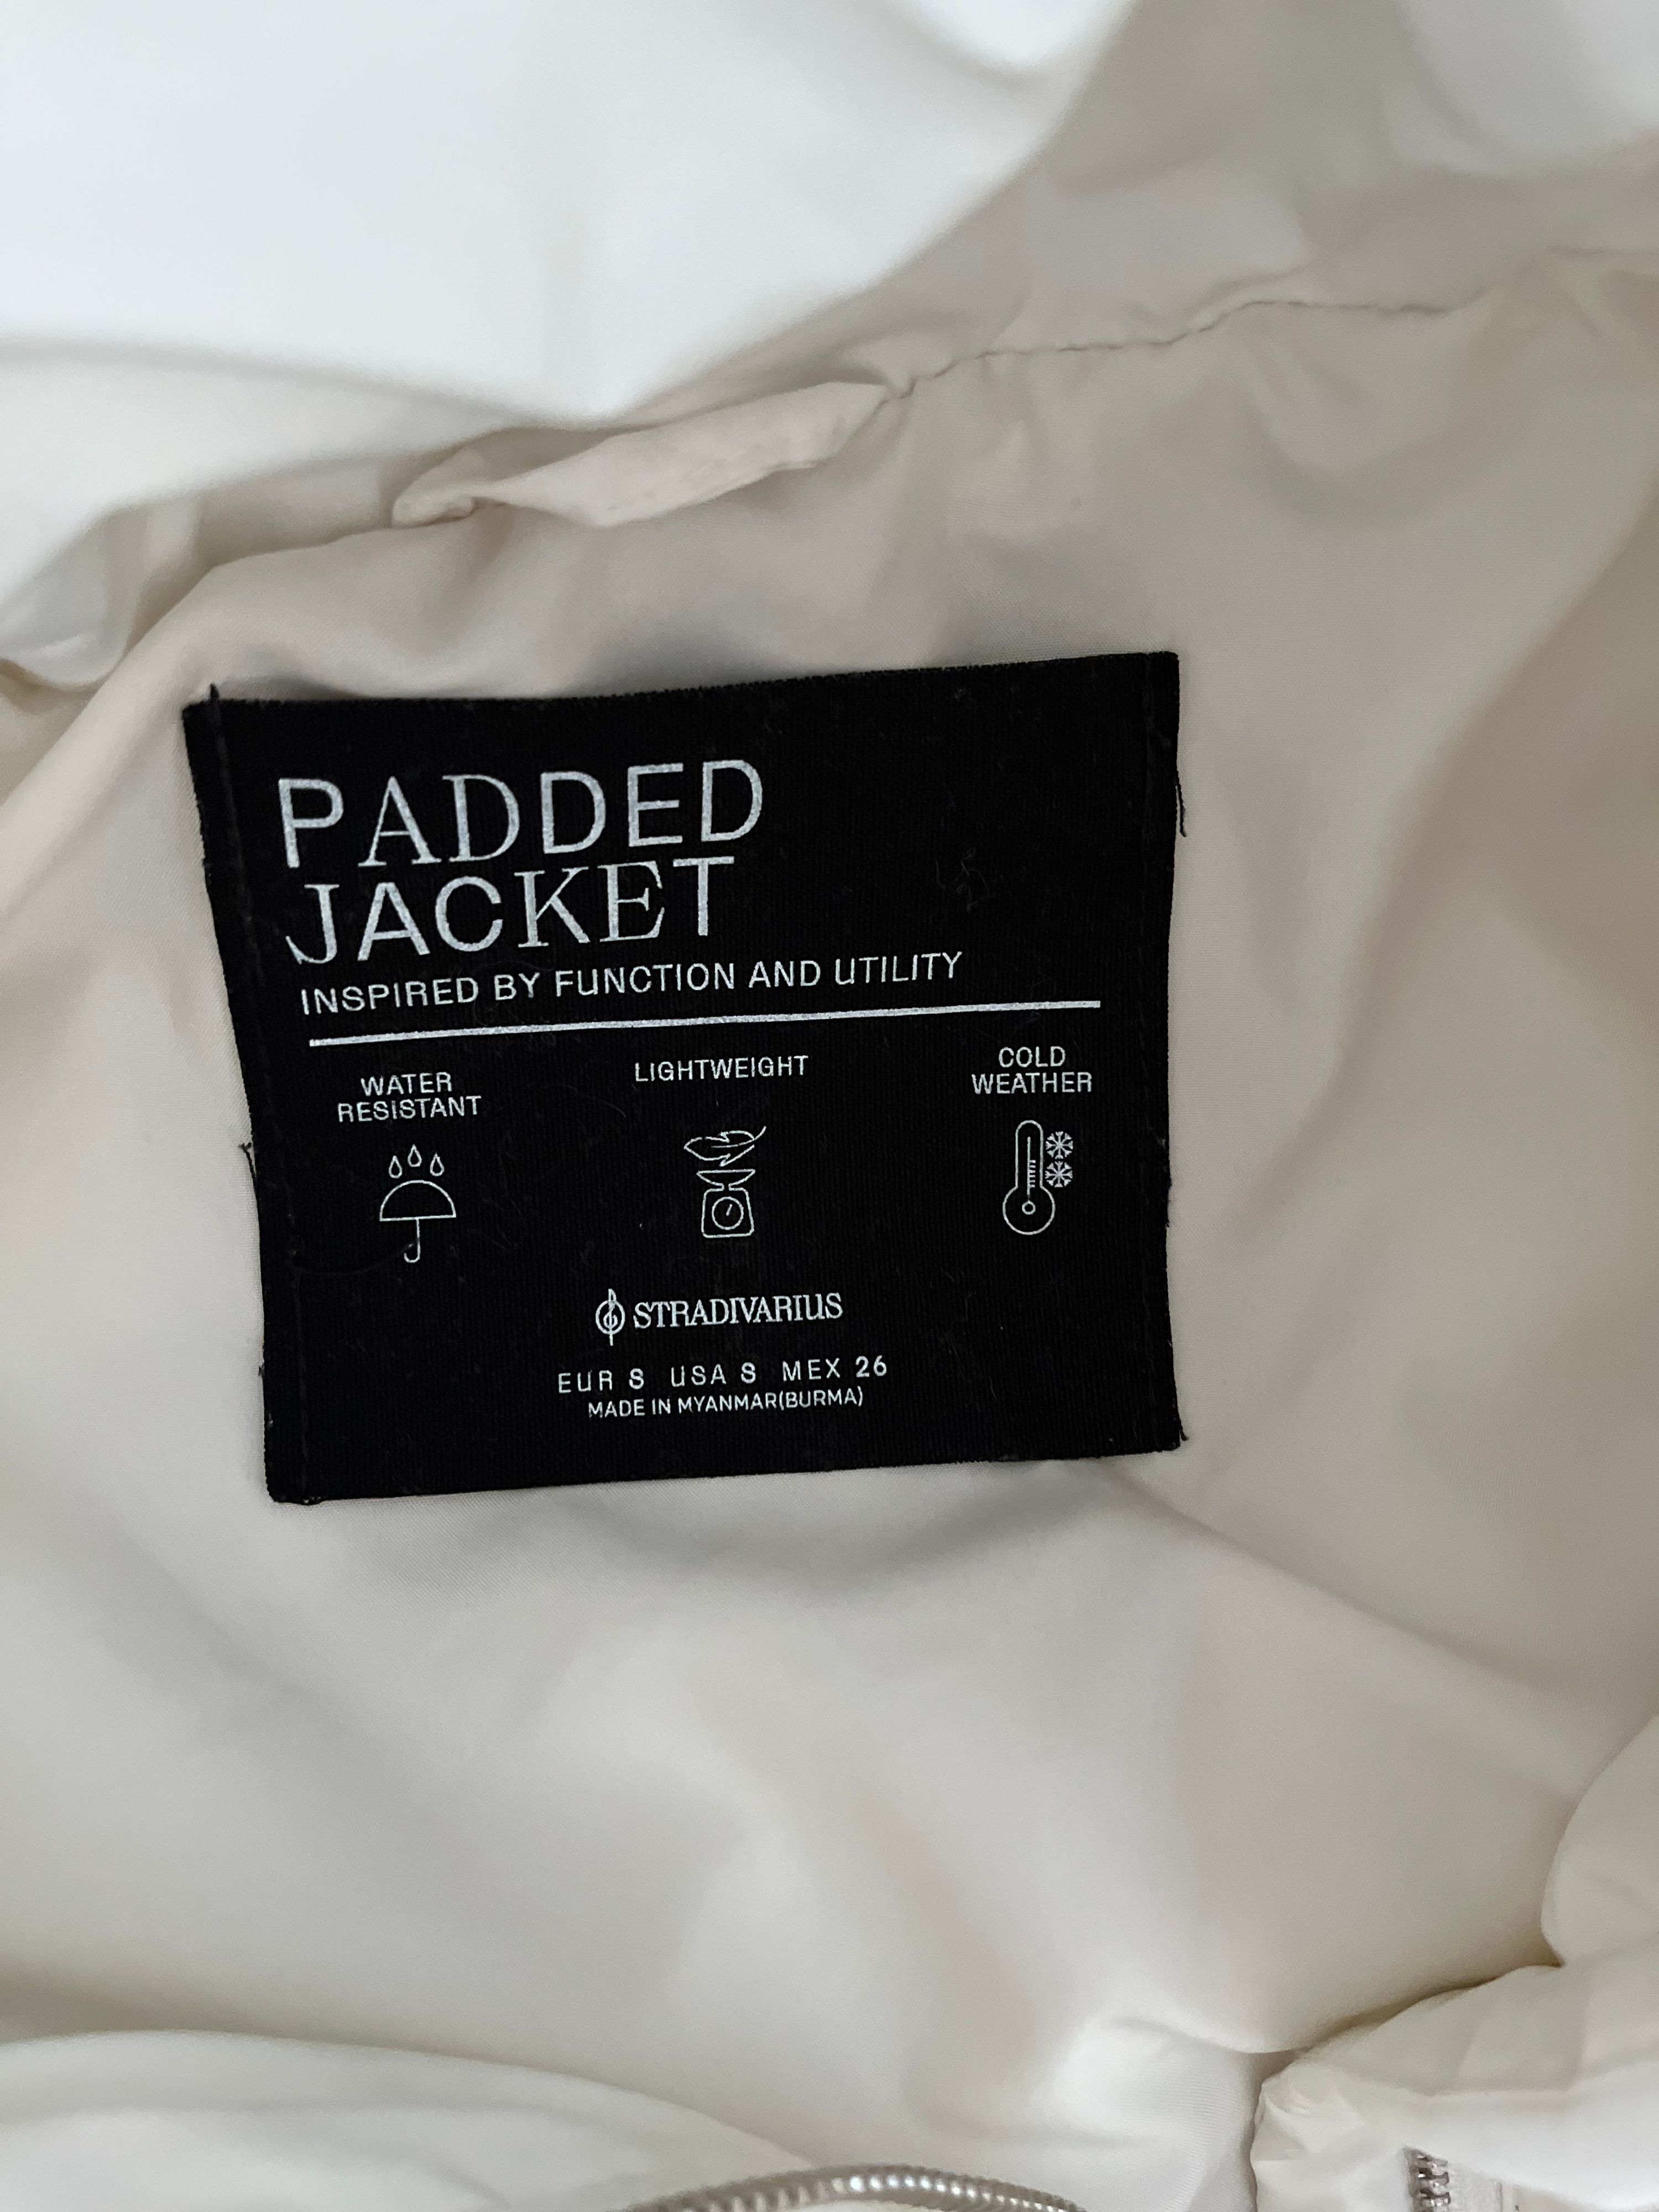 PADDED
JACKET
INSPIRED BY FUNCTION AND UTILITY
WATER
RESISTANT
LIGHTWEIGHT
COLD
WEATHER
STRADIVARIUS
EUR S USA S MEX 26
MADE IN MYANMAR(BURMA)